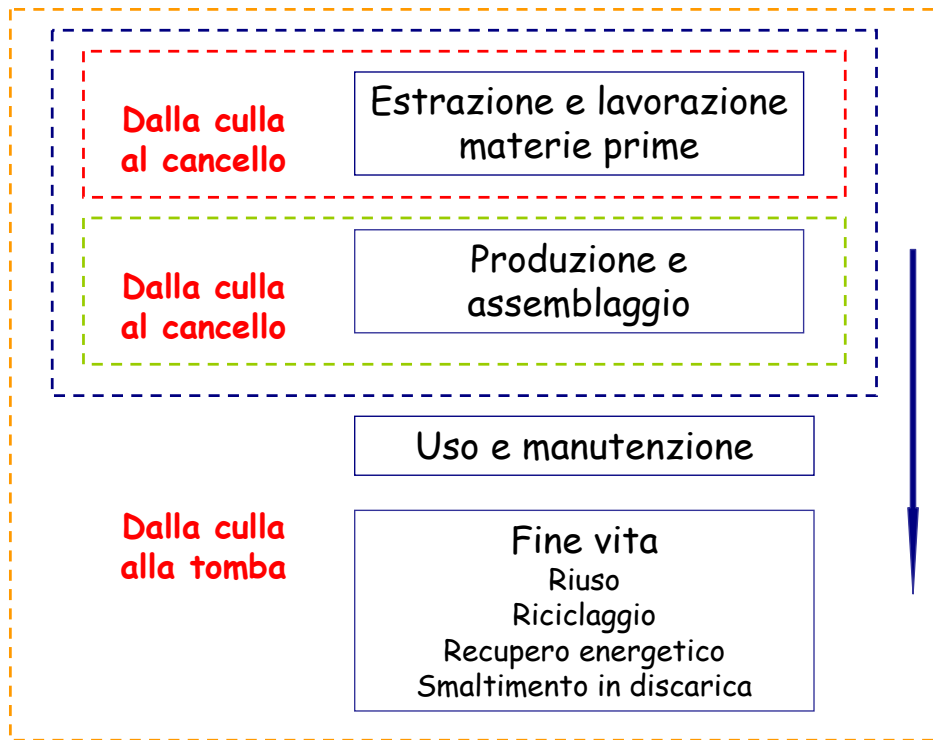 Dalla culla
al cancello
Estrazione e lavorazione
materie prime
Dalla culla
al cancello
Produzione e
assemblaggio
Uso e manutenzione
Dalla culla
alla tomba
Fine vita
Riuso
Riciclaggio
Recupero energetico
Smaltimento in discarica